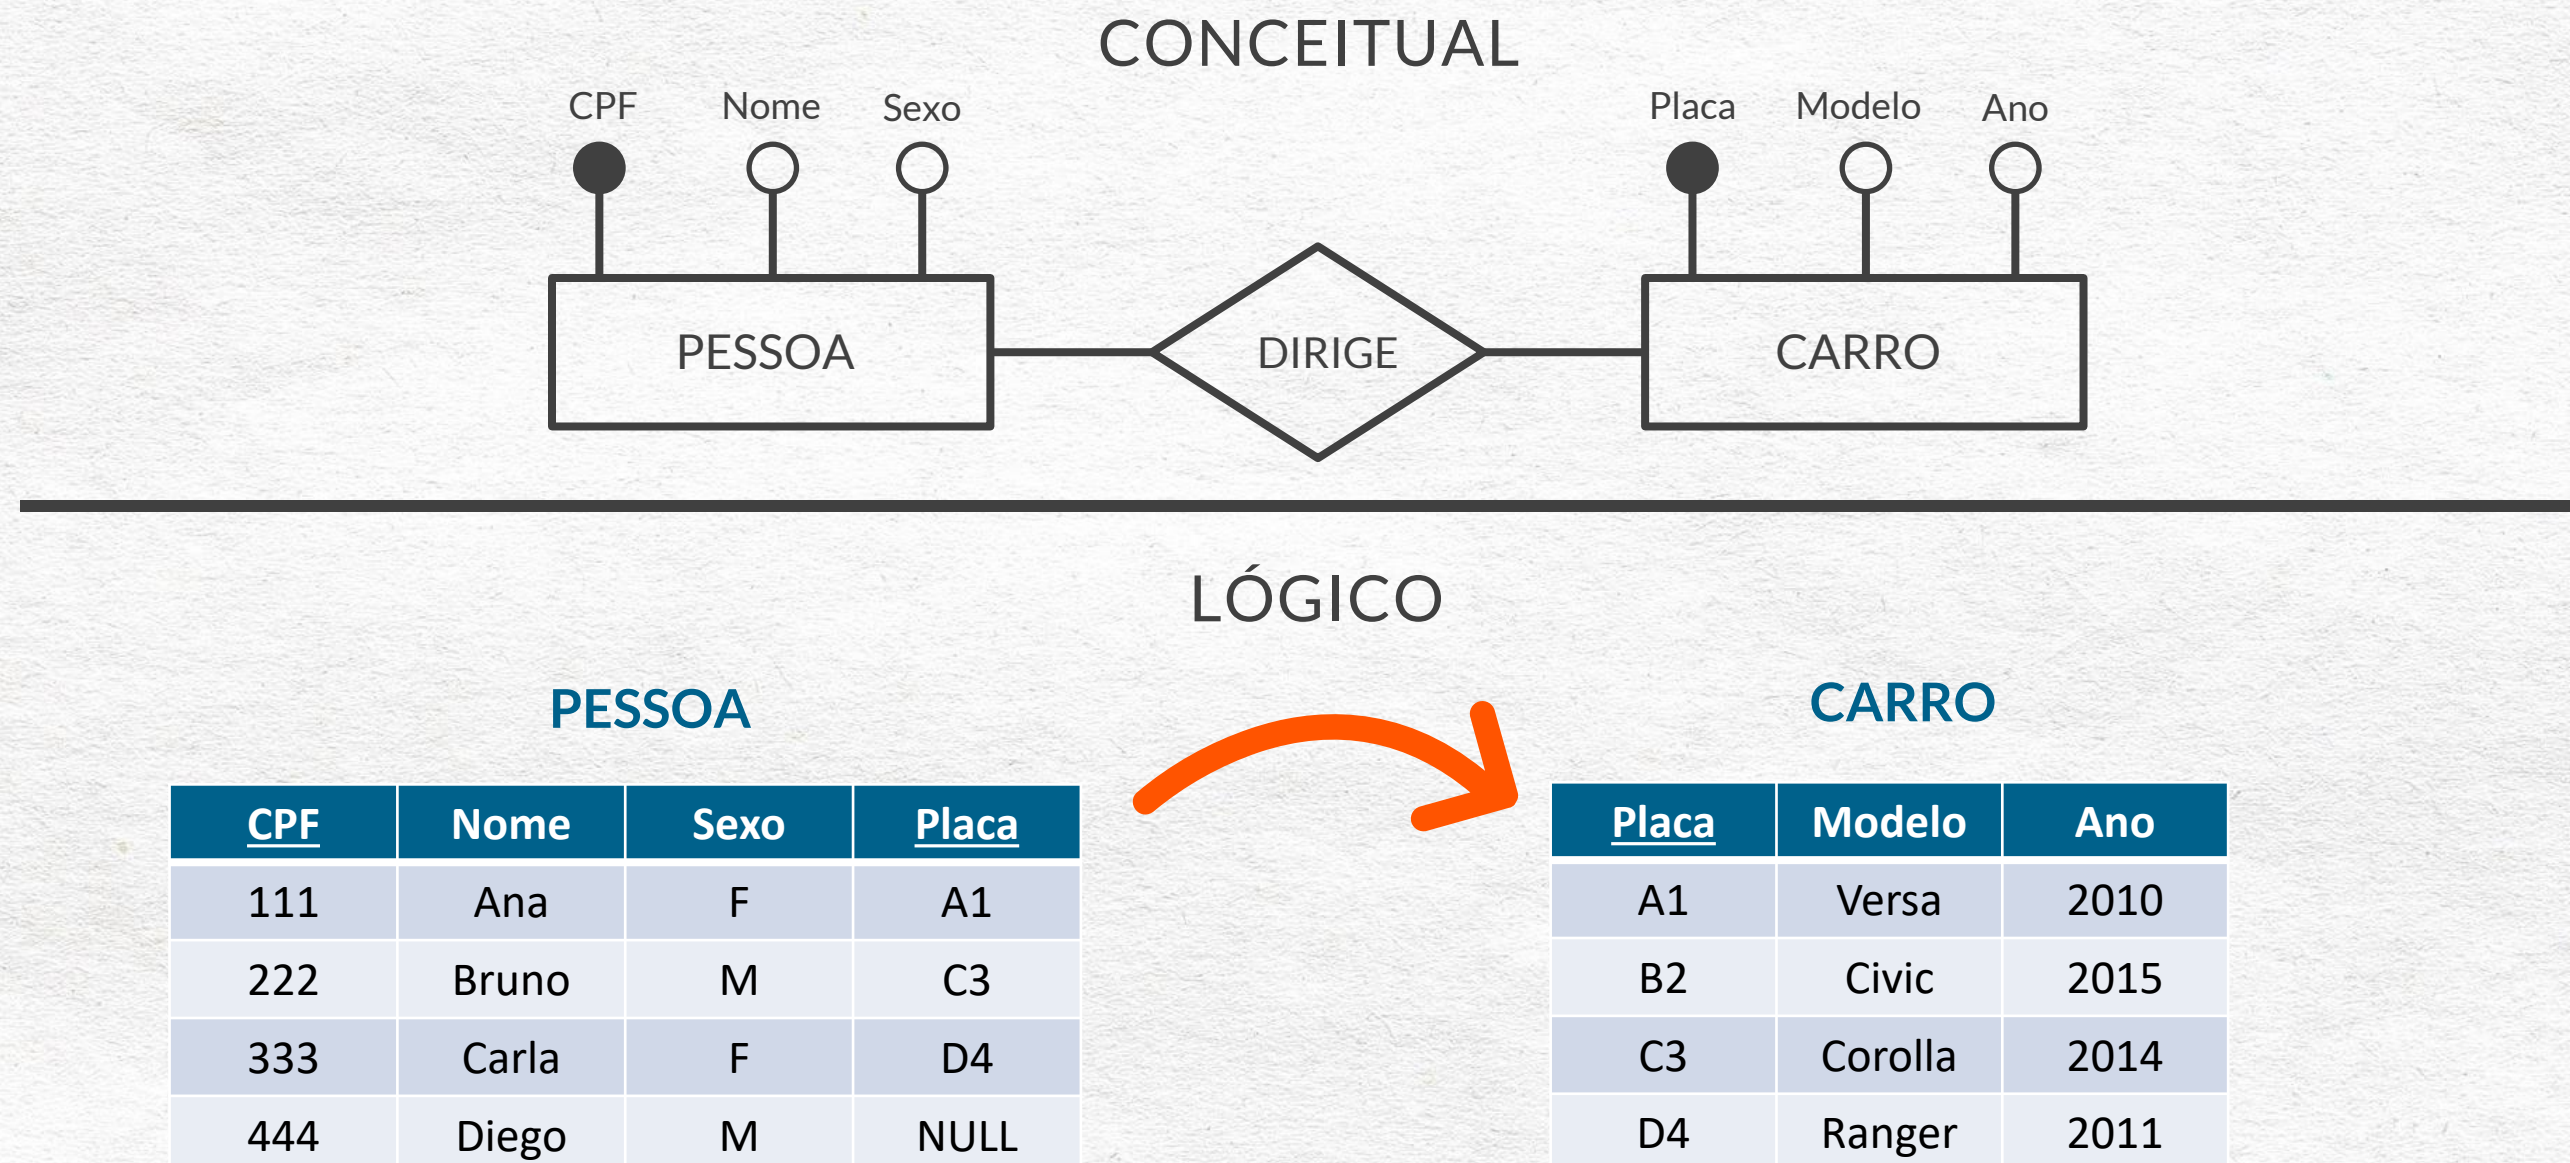 CONCEITUAL
CPF Nome Sexo
Placa Modelo Ano
PESSOA
DIRIGE
CARRO
LÓGICO
PESSOA
CPF Nome Sexo Placa
111 Ana F A1
222 Bruno M C3
333 Carla F D4
444 Diego M NULL
CARRO
Placa Modelo Ano
A1 Versa 2010
B2 Civic 2015
C3 Corolla 2014
D4 Ranger 2011